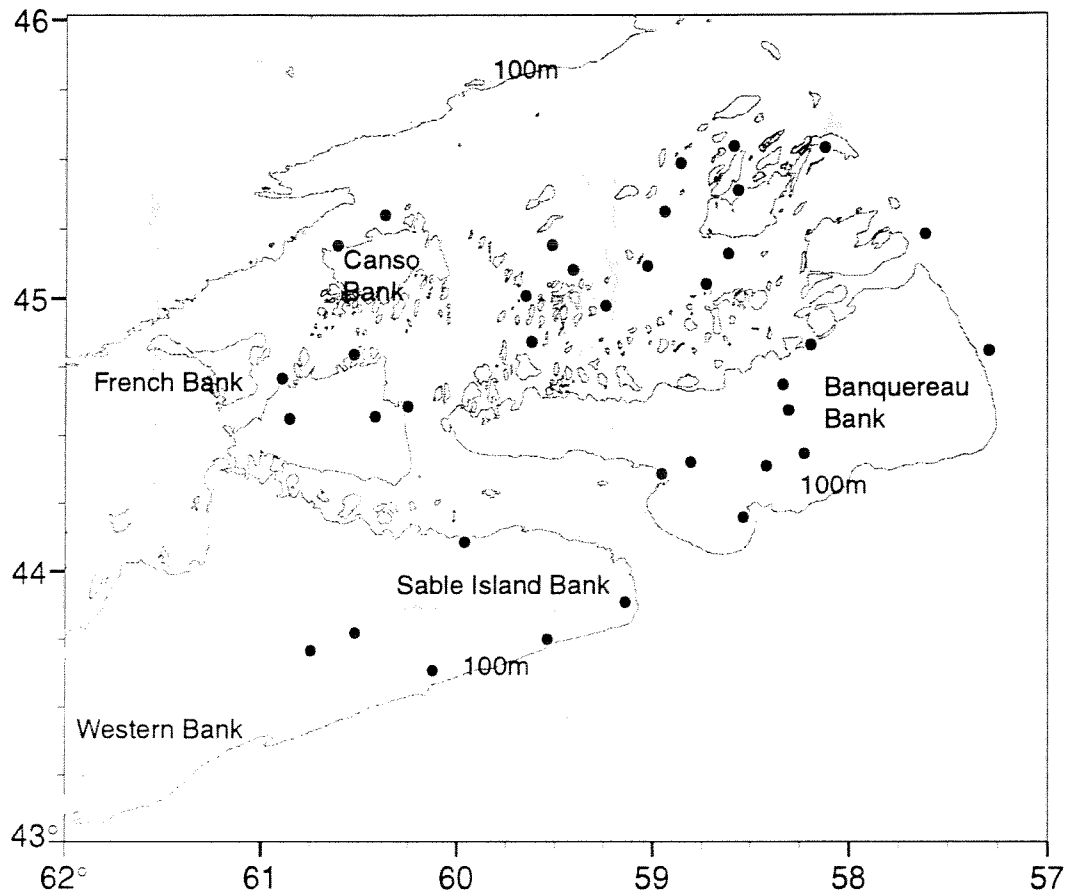 46
100m
Canso
Bank
45
French Bank
Banquereau
Bank
100m
44
Sable Island Bank
100m
Western Bank
43°
62°
61
60
59
58
57